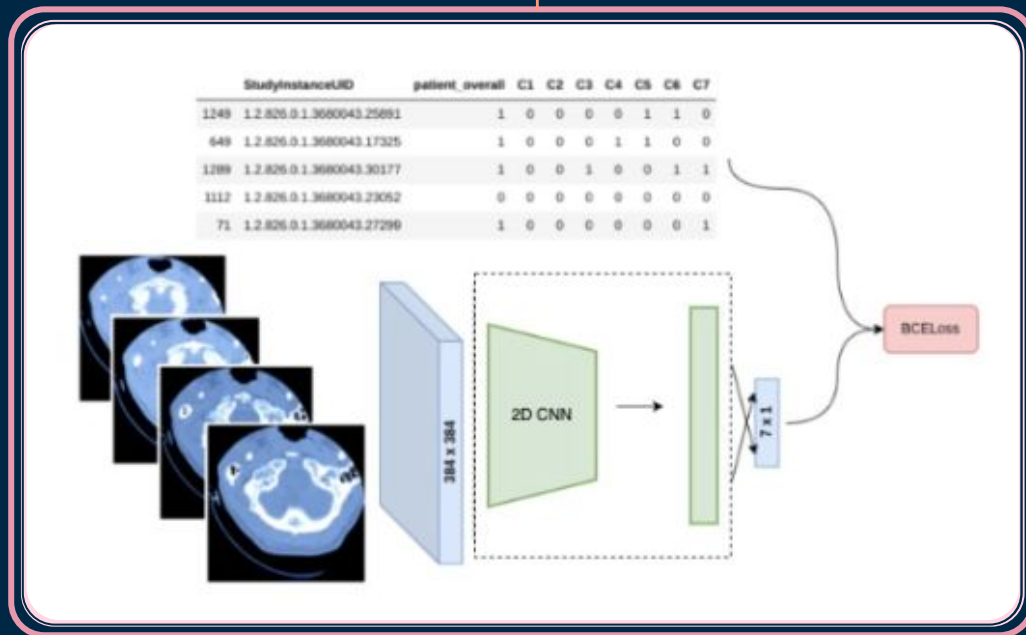 StudyInstanceUID patient_overall C1 C2 C3 C4 C5 C6 C7
1249 1.2.826.0.1.3680043.25891 1 0 0 0 0 1 1 0
649 1.2.826.0.1.3680043.17325 1 0 0 0 1 1 0 0
1289 1.2.826.0.1.3680043.30177 1 0 0 1 0 0 1 1
1112 1.2.826.0.1.3680043.23052 0 0 0 0 0 0 0 0
71 1.2.826.0.1.3680043.27299 1 0 0 0 0 0 0 1
384 x 384
2D CNN
7 x 1
BCELoss